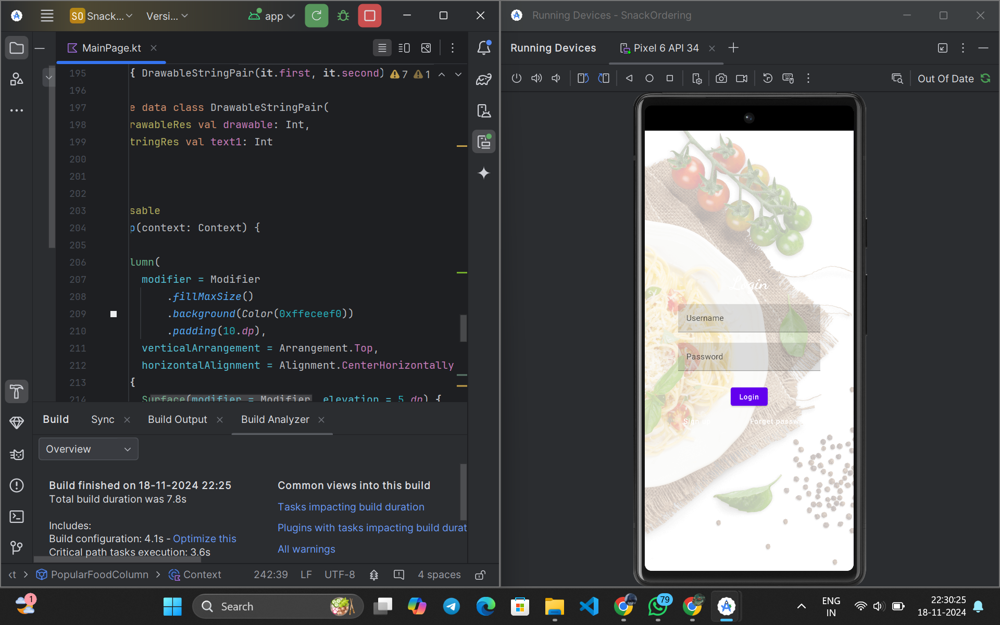 SO Snack... Versi... app
MainPage.kt
195 { DrawableStringPair(it.first, it.second) 7 1
196
197 e data class DrawableStringPair(
198 rawableRes val drawable: Int,
199 tringRes val text1: Int
200
201
202
203 sable
204 p(context: Context) {
205
206 lumn(
207 modifier = Modifier
208 .fillMaxSize()
209 .background(Color(0xffeceef0))
210 .padding(10.dp),
211 verticalArrangement = Arrangement.Top,
212 horizontalAlignment = Alignment.CenterHorizontally
213 {
214 Surface(modifier = Modifier, elevation = 5.dp) {
Build Sync Build Output Build Analyzer
Overview
Build finished on 18-11-2024 22:25
Total build duration was 7.8s
Includes:
Build configuration: 4.1s - Optimize this
Critical path tasks execution: 3.6s
Common views into this build
Tasks impacting build duration
Plugins with tasks impacting build durat
All warnings
<t > PopularFoodColumn > Context 242:39 LF UTF-8 4 spaces
Running Devices - SnackOrdering
Running Devices Pixel 6 API 34
Out Of Date
Login
Username
Password
Login
Sign Forget passw
1 Search 79 ENG
IN
22:30:25
18-11-2024